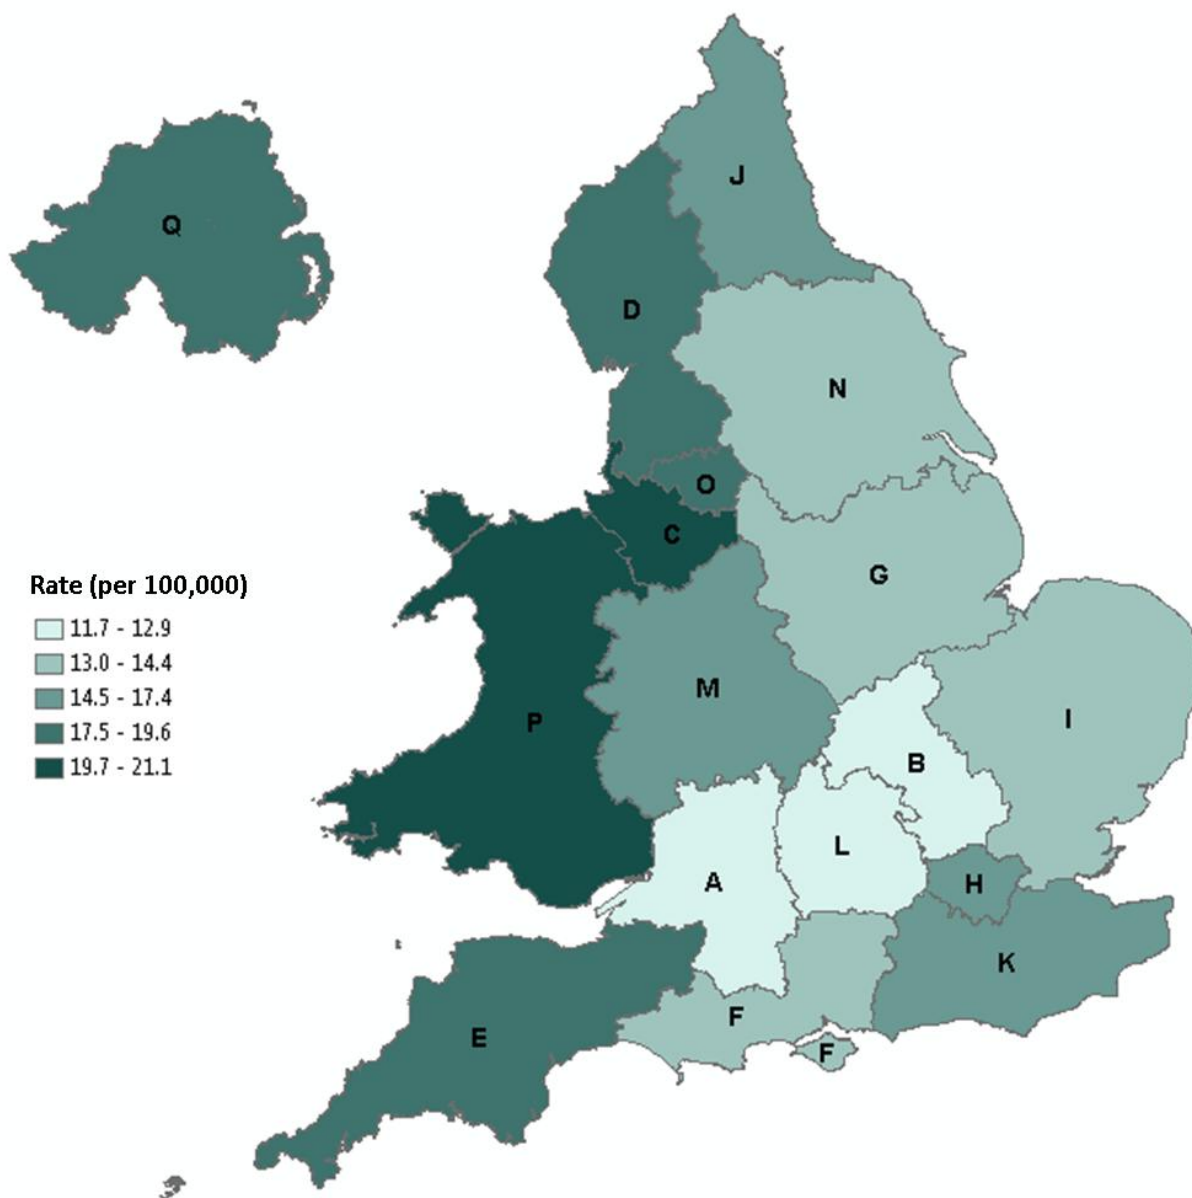 J
Q
D
N
O
C
Rate (per 100,000)
G
11.7 - 12.9
13.0 - 14.4
14.5 - 17.4
M
P
I
17.5 - 19.6
B
19.7 - 21.1
L
A
H
K
F
E
F